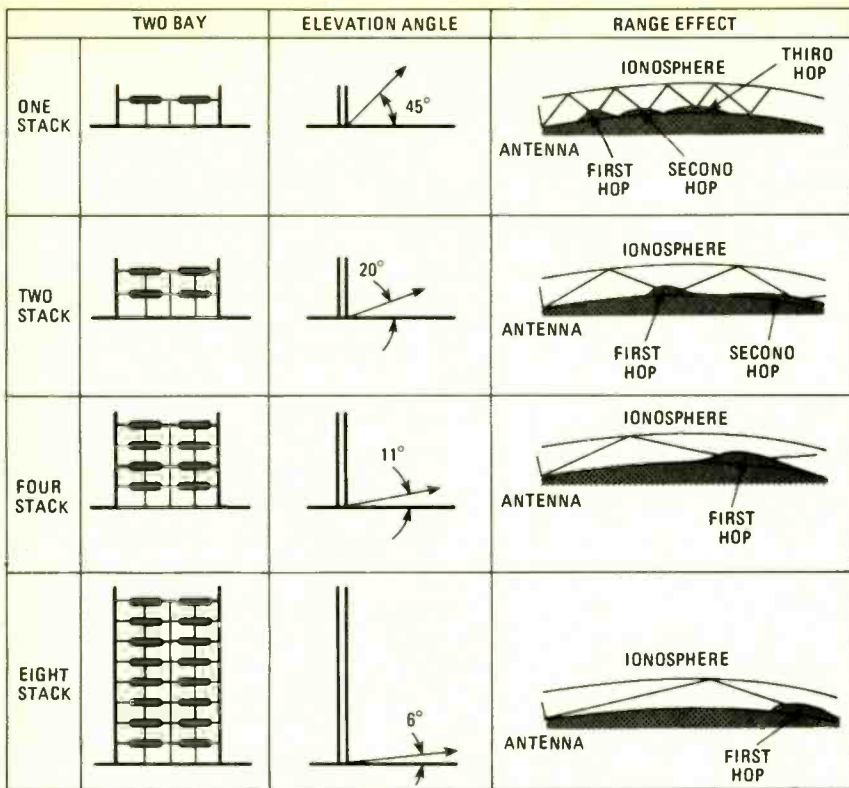 TWO BAY
ELEVATION ANGLE
RANGE EFFECT
ONE
STACK
45°
IONOSPHERE
THIRO
HOP
ANTENNA
FIRST
HOP
SECOND
HOP
TWO
STACK
20°
IONOSPHERE
ANTENNA
FIRST
HOP
SECONO
HOP
FOUR
STACK
11°
IONOSPHERE
ANTENNA
FIRST
HOP
EIGHT
STACK
6°
IONOSPHERE
ANTENNA
FIRST
HOP